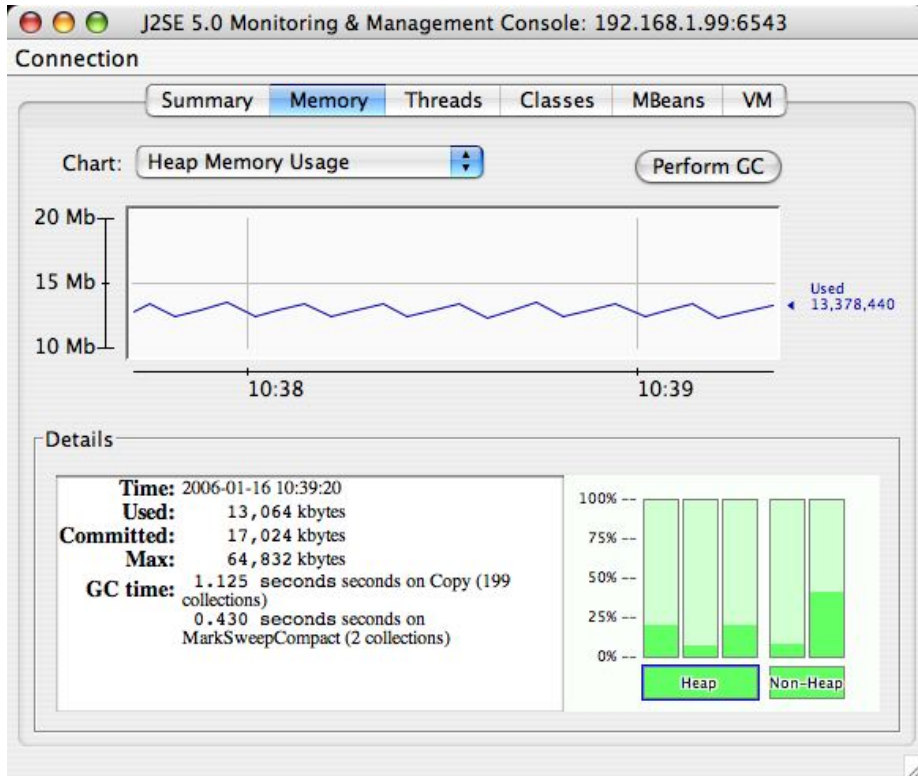 J2SE 5.0 Monitoring & Management Console: 192.168.1.99:6543
Connection
Summary Memory Threads Classes MBeans VM
Chart: Heap Memory Usage Perform GC
20 Mb
15 Mb
10 Mb
Used
13,378,440
10:38 10:39
Details
Time: 2006-01-16 10:39:20
Used: 13,064 kbytes
Committed: 17,024 kbytes
Max: 64,832 kbytes
GC time: 1.125 seconds seconds on Copy (199
collections)
0.430 seconds seconds on
MarkSweepCompact (2 collections)
100% --
75% --
50% --
25% --
0% --
Heap Non-Heap